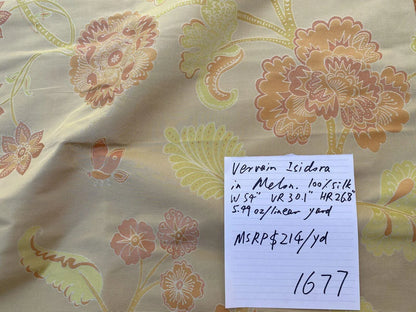 Vervain Isidora
in Melon. 100% silk
W 54" VR 30.1" HR 26.8"
5.99 oz/linear yard
MSRP $214/yd
1677